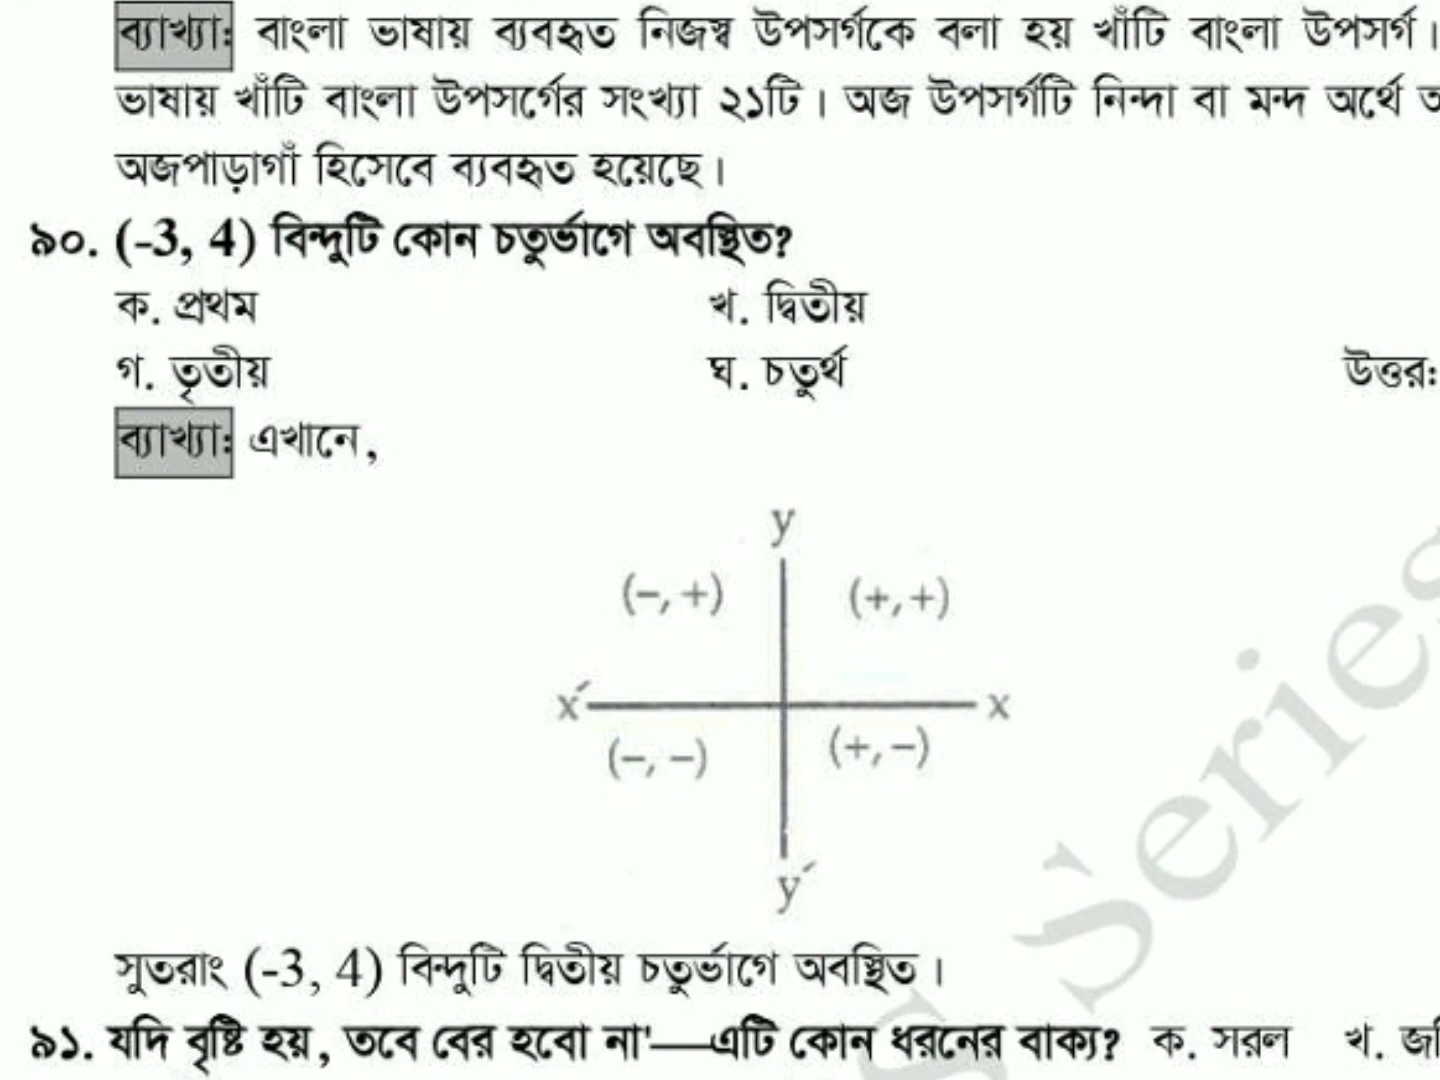 ব্যাখ্যা: বাংলা ভাষায় ব্যবহৃত নিজস্ব উপসর্গকে বলা হয় খাঁটি বাংলা উপসর্গ।
ভাষায় খাঁটি বাংলা উপসর্গের সংখ্যা ২১টি। অজ উপসর্গটি নিন্দা বা মন্দ অর্থে
অজপাড়াগাঁ হিসেবে ব্যবহৃত হয়েছে।
৯০. (-3, 4) বিন্দুটি কোন চতুর্ভাগে অবস্থিত?
ক. প্রথম খ. দ্বিতীয়
গ. তৃতীয় ঘ. চতুর্থ উত্তর:
ব্যাখ্যা: এখানে,
y
(−, +) (+, +)
x́ x
(−, −) (+, −)
y´
সুতরাং (-3, 4) বিন্দুটি দ্বিতীয় চতুর্ভাগে অবস্থিত।
৯১. যদি বৃষ্টি হয়, তবে বের হবো না'—এটি কোন ধরনের বাক্য? ক. সরল খ.
Series